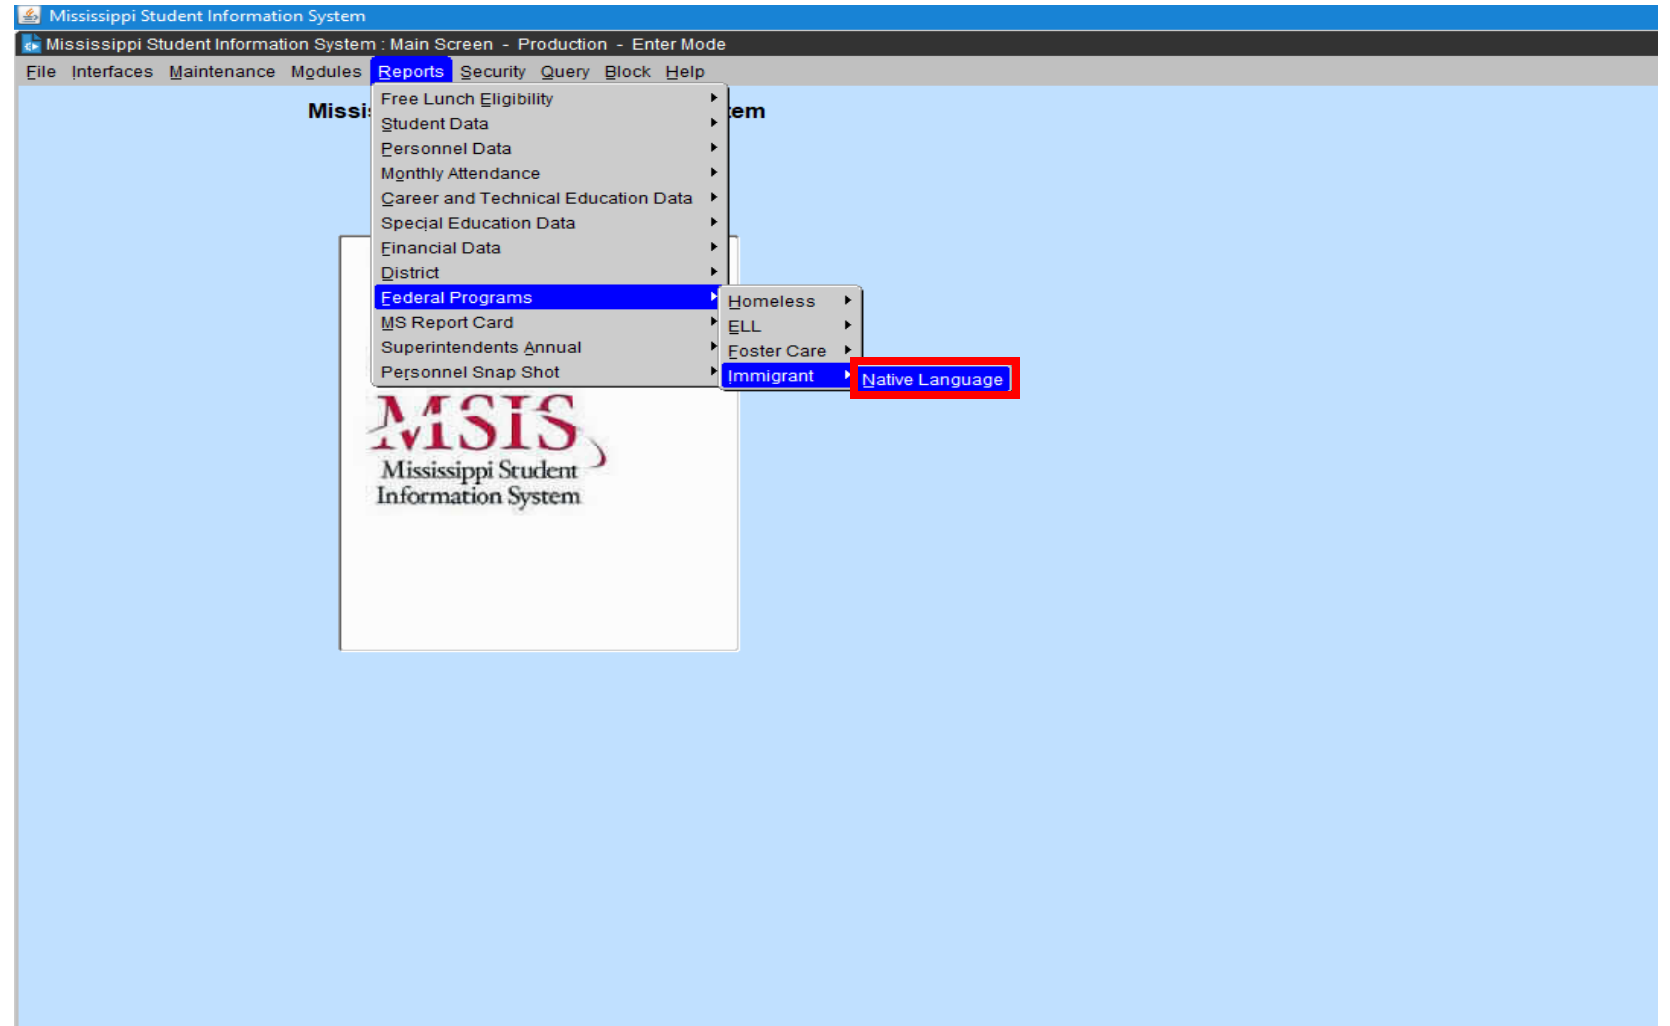 Mississippi Student Information System
Mississippi Student Information System : Main Screen - Production - Enter Mode
File Interfaces Maintenance Modules Reports Security Query Block Help
Free Lunch Eligibility
Student Data
Personnel Data
Monthly Attendance
Career and Technical Education Data
Special Education Data
Financial Data
District
Federal Programs
MS Report Card
Superintendents Annual
Personnel Snap Shot
Homeless
ELL
Foster Care
Immigrant
Native Language
MSIS
Mississippi Student
Information System